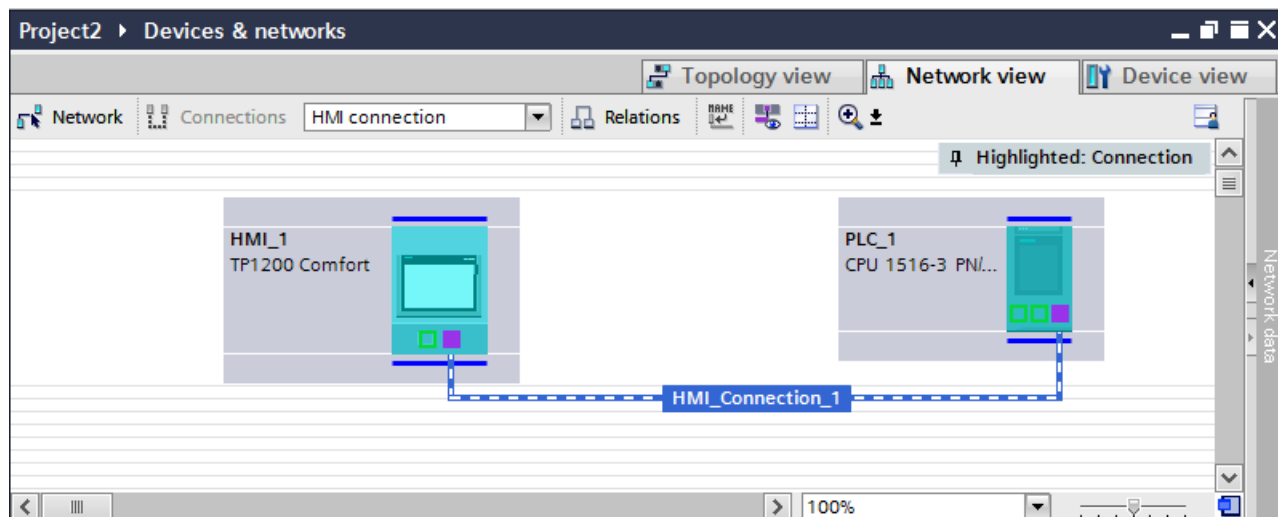 Project2 ▸ Devices & networks
Topology view Network view Device view
Network Connections HMI connection Relations NAME
Highlighted: Connection
HMI_1
TP1200 Comfort
PLC_1
CPU 1516-3 PN/...
HMI_Connection_1
100%
Network data